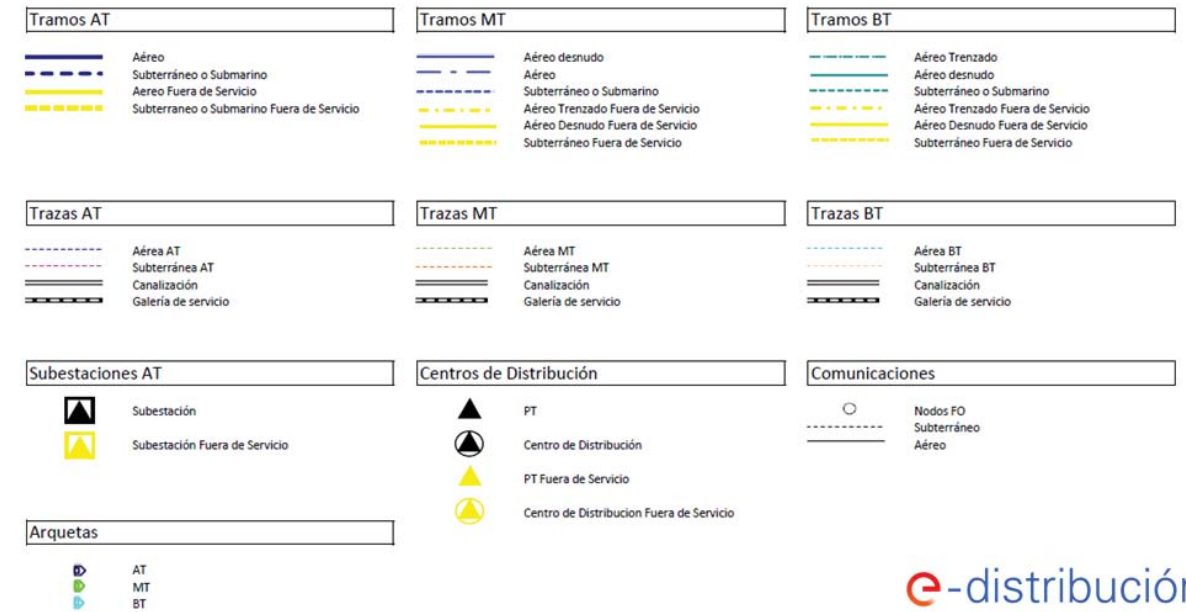 Tramos AT
Aéreo
Subterráneo o Submarino
Aereo Fuera de Servicio
Subterraneo o Submarino Fuera de Servicio
Tramos MT
Aéreo desnudo
Aéreo
Subterráneo o Submarino
Aéreo Trenzado Fuera de Servicio
Aéreo Desnudo Fuera de Servicio
Subterráneo Fuera de Servicio
Tramos BT
Aéreo Trenzado
Aéreo desnudo
Subterráneo o Submarino
Aéreo Trenzado Fuera de Servicio
Aéreo Desnudo Fuera de Servicio
Subterráneo Fuera de Servicio
Trazas AT
Aérea AT
Subterránea AT
Canalización
Galería de servicio
Trazas MT
Aérea MT
Subterránea MT
Canalización
Galería de servicio
Trazas BT
Aérea BT
Subterránea BT
Canalización
Galería de servicio
Subestaciones AT
Subestación
Subestación Fuera de Servicio
Centros de Distribución
PT
Centro de Distribución
PT Fuera de Servicio
Centro de Distribucion Fuera de Servicio
Comunicaciones
Nodos FO
Subterráneo
Aéreo
Arquetas
AT
MT
BT
e-distribución